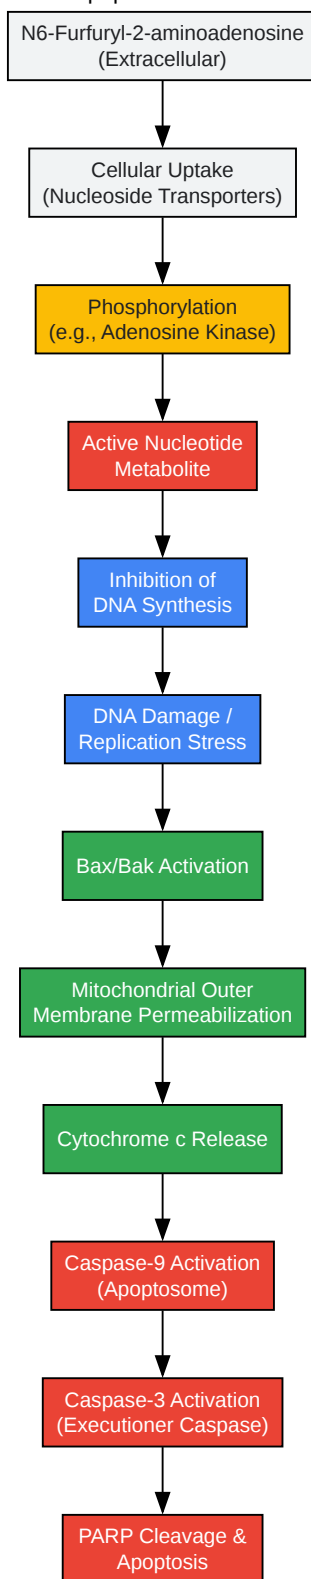 N6-Furfuryl-2-aminoadenosine
(Extracellular)
Cellular Uptake
(Nucleoside Transporters)
Phosphorylation
(e.g., Adenosine Kinase)
Active Nucleotide
Metabolite
Inhibition of
DNA Synthesis
DNA Damage /
Replication Stress
Bax/Bak Activation
Mitochondrial Outer
Membrane Permeabilization
Cytochrome c Release
Caspase-9 Activation
(Apoptosome)
Caspase-3 Activation
(Executioner Caspase)
PARP Cleavage &
Apoptosis